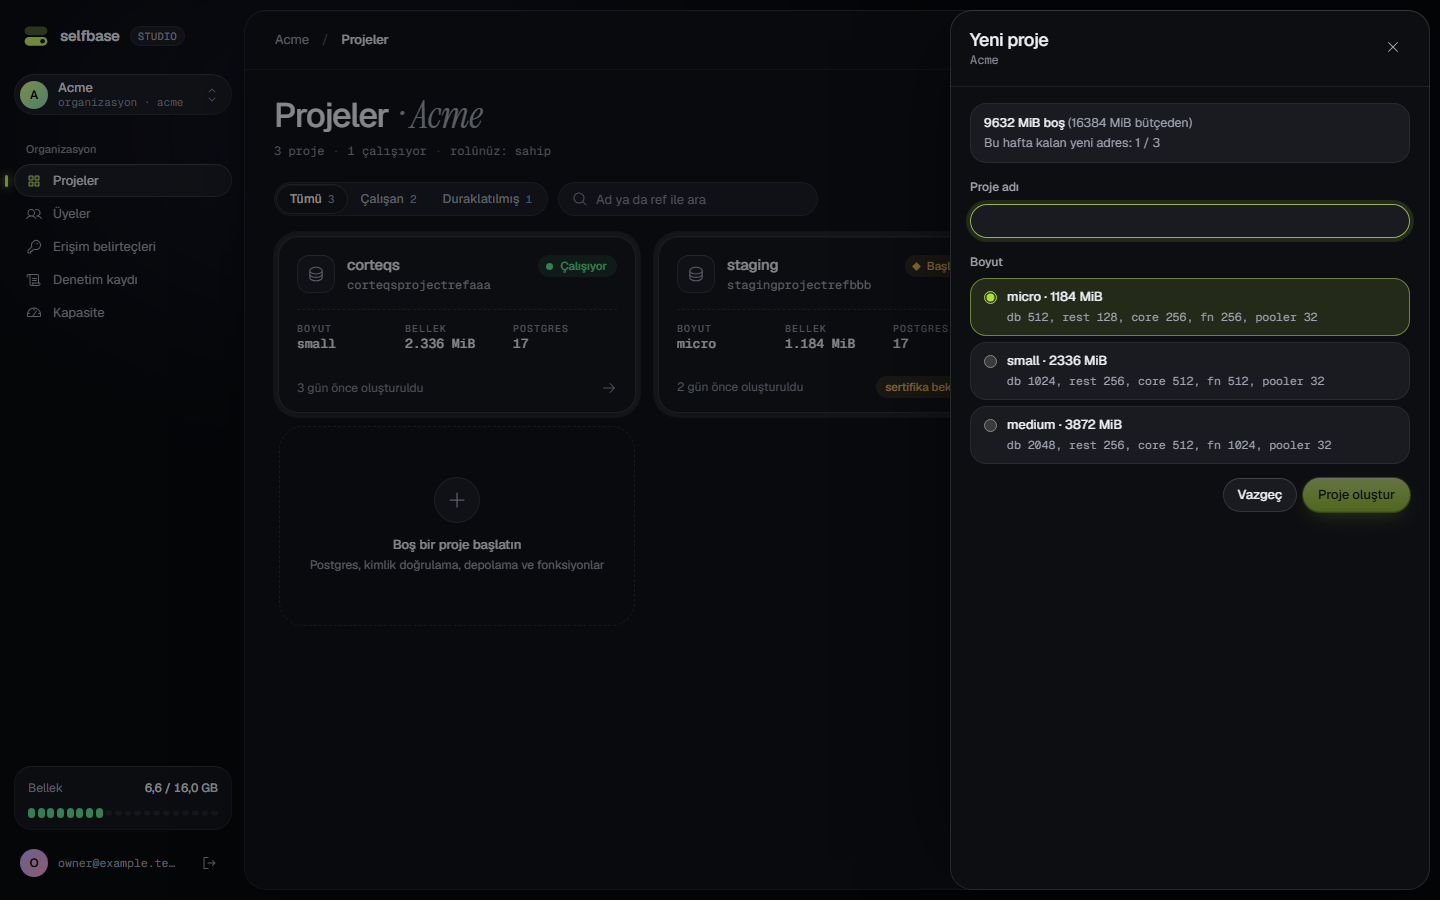 selfbase STUDIO
A
Acme
organizasyon · acme
Organizasyon
Projeler
Üyeler
Erişim belirteçleri
Denetim kaydı
Kapasite
Bellek 6,6 / 16,0 GB
O
owner@example.te…
Acme / Projeler
Projeler · Acme
3 proje · 1 çalışıyor · rolünüz: sahip
Tümü 3 Çalışan 2 Duraklatılmış 1
Ad ya da ref ile ara
corteqs
Çalışıyor
corteqsprojectrefaaa
BOYUT BELLEK POSTGRES
small 2.336 MiB 17
3 gün önce oluşturuldu
staging
Başl
stagingprojectrefbbb
BOYUT BELLEK POSTGRES
micro 1.184 MiB 17
2 gün önce oluşturuldu
sertifika bek
Boş bir proje başlatın
Postgres, kimlik doğrulama, depolama ve fonksiyonlar
Yeni proje
Acme
9632 MiB boş (16384 MiB bütçeden)
Bu hafta kalan yeni adres: 1 / 3
Proje adı
Boyut
micro · 1184 MiB
db 512, rest 128, core 256, fn 256, pooler 32
small · 2336 MiB
db 1024, rest 256, core 512, fn 512, pooler 32
medium · 3872 MiB
db 2048, rest 256, core 512, fn 1024, pooler 32
Vazgeç
Proje oluştur